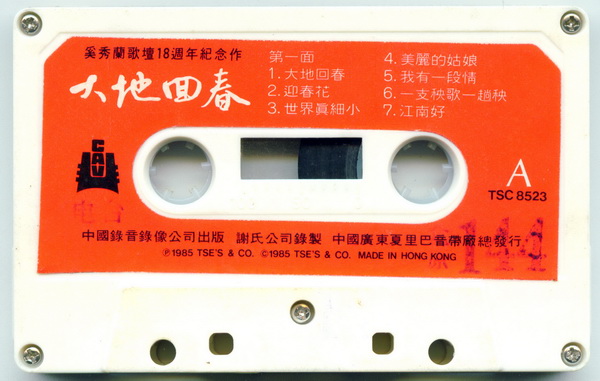 奚秀蘭歌壇18週年紀念作
大地回春
第一面
1. 大地回春
2. 迎春花
3. 世界眞細小
4. 美麗的姑娘
5. 我有一段情
6. 一支秧歌一趟秧
7. 江南好
CAV
电台
A
TSC 8523
中國錄音錄像公司出版 謝氏公司錄製 中國廣東夏里巴音帶廠總發行
℗1985 TSE'S & CO. ©1985 TSE'S & CO. MADE IN HONG KONG
144